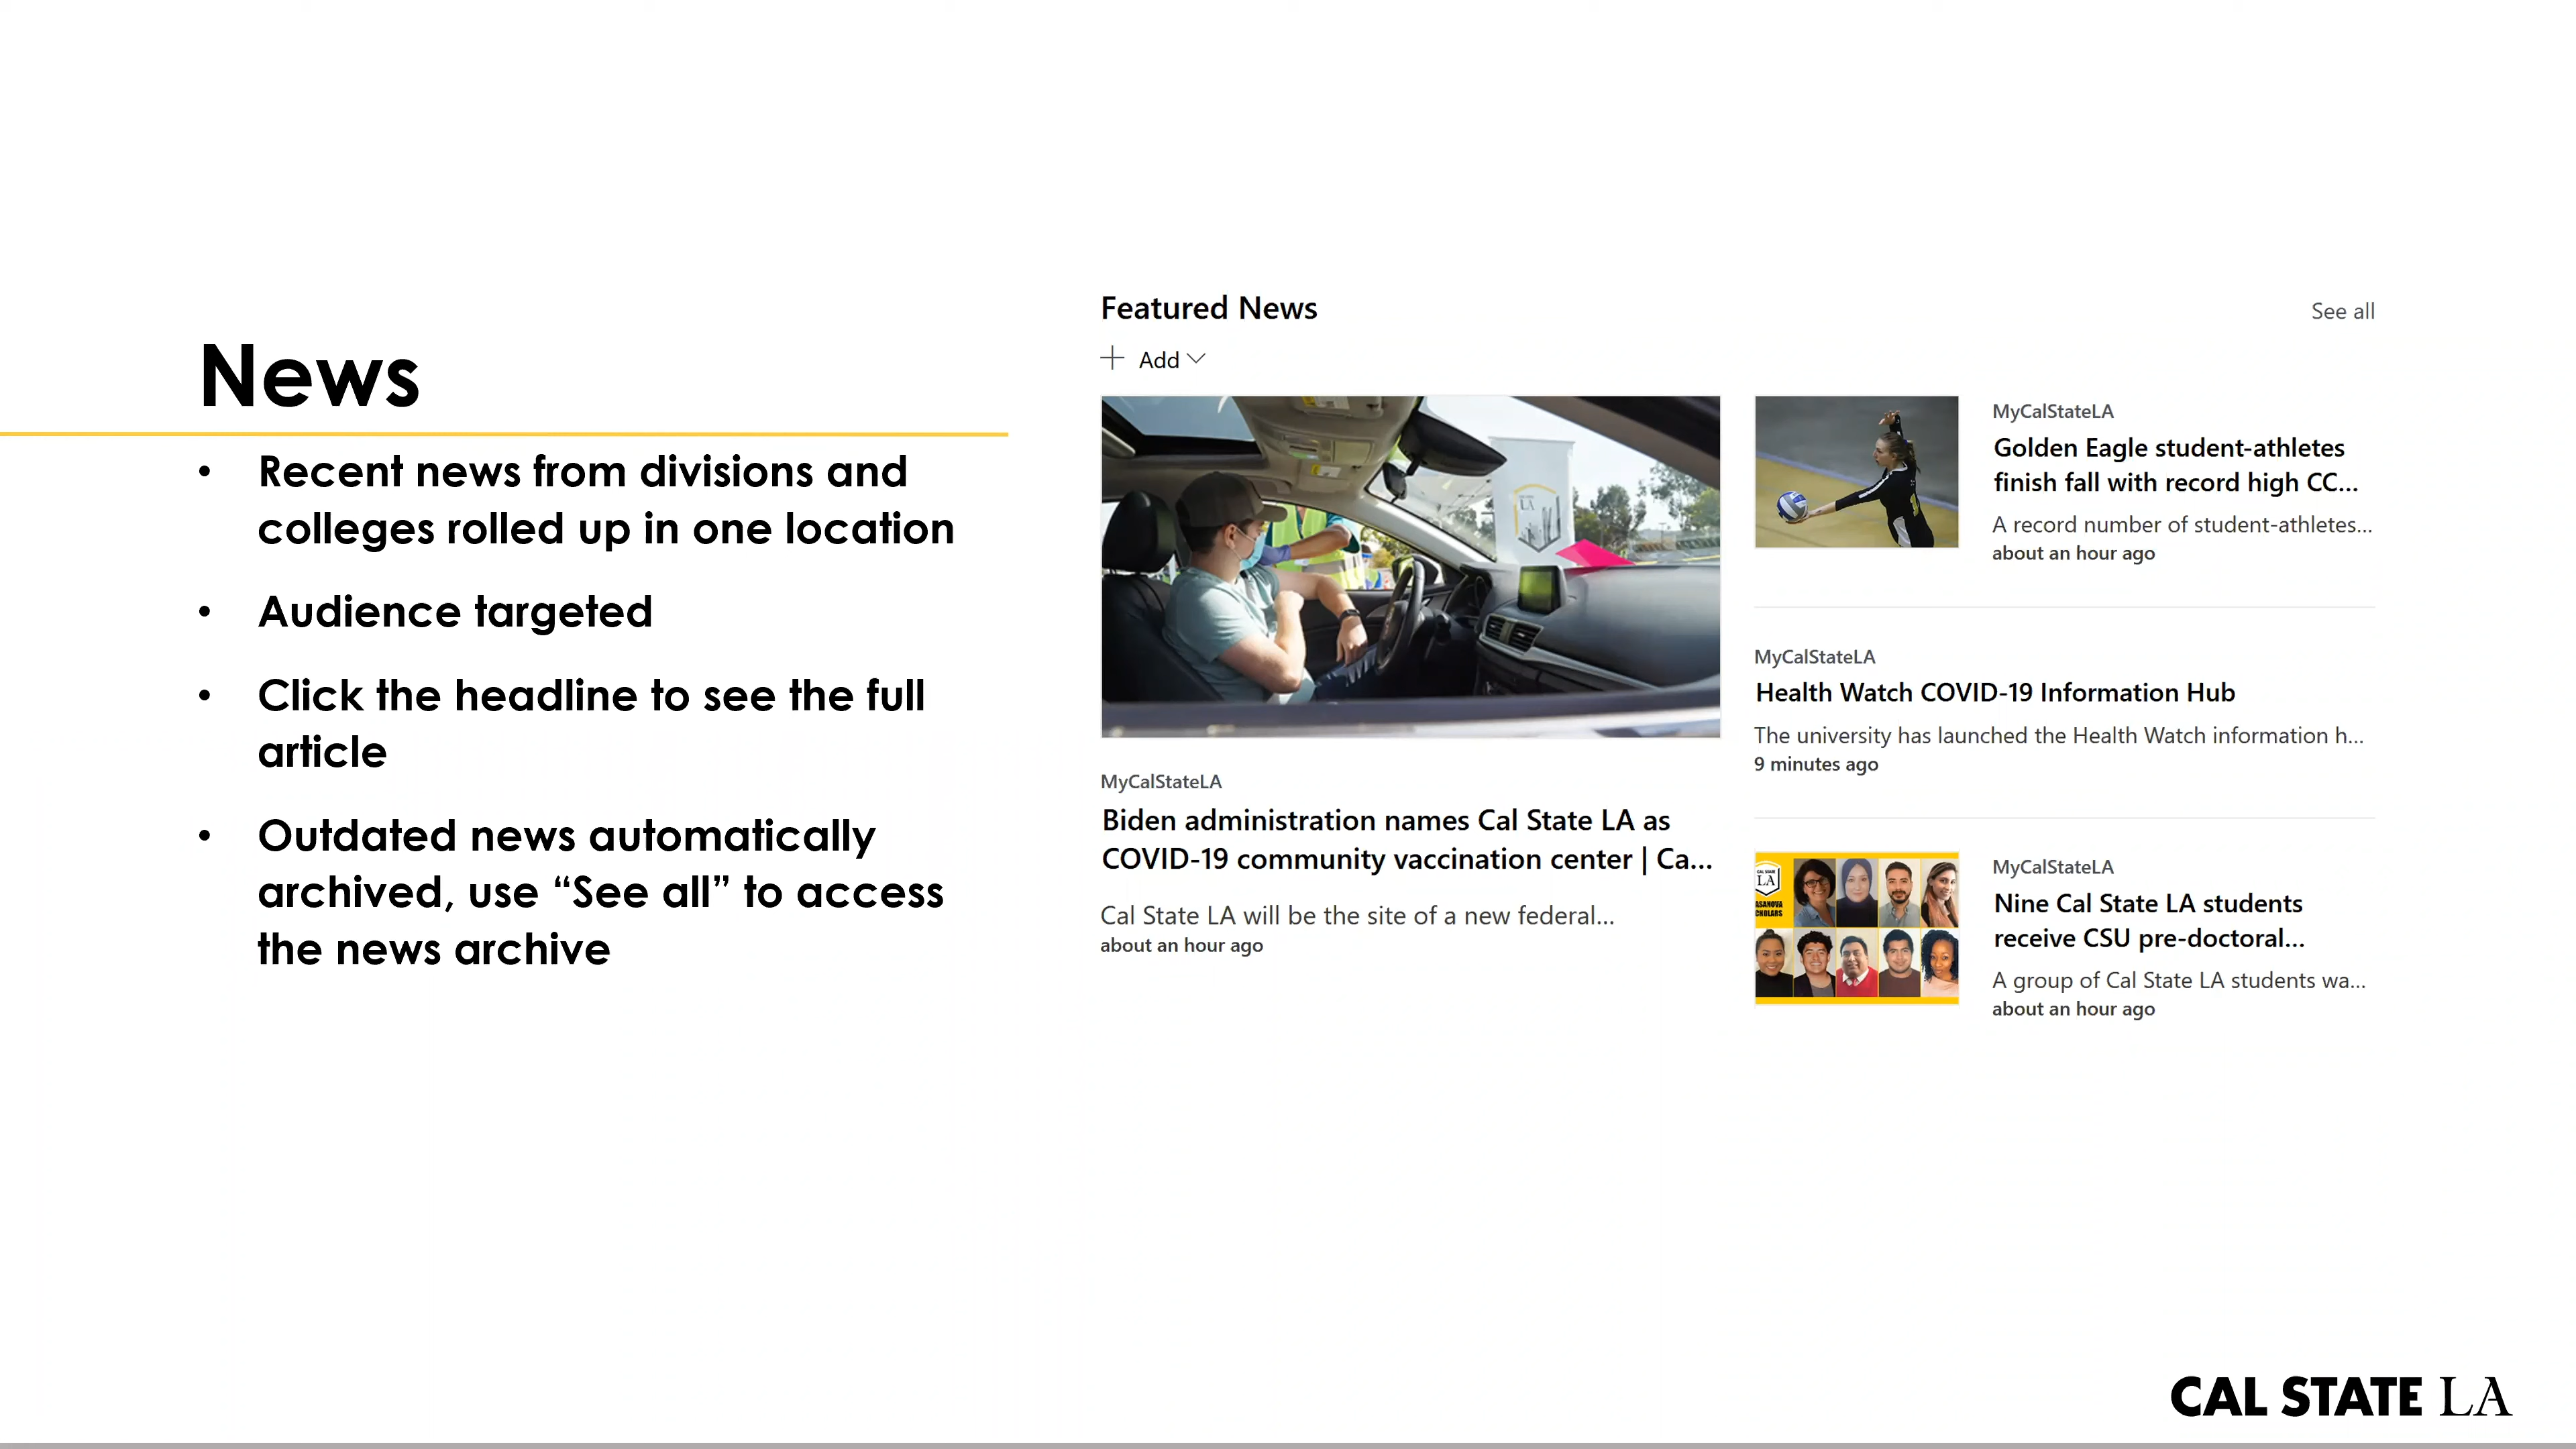 News
• Recent news from divisions and
colleges rolled up in one location
• Audience targeted
• Click the headline to see the full
article
• Outdated news automatically
archived, use “See all” to access
the news archive
Featured News
See all
+ Add
MyCalStateLA
Biden administration names Cal State LA as
COVID-19 community vaccination center | Ca...
Cal State LA will be the site of a new federal...
about an hour ago
MyCalStateLA
Golden Eagle student-athletes
finish fall with record high CC...
A record number of student-athletes...
about an hour ago
MyCalStateLA
Health Watch COVID-19 Information Hub
The university has launched the Health Watch information h...
9 minutes ago
CAL STATE
LA
ASANOVA
CHOLARS
MyCalStateLA
Nine Cal State LA students
receive CSU pre-doctoral...
A group of Cal State LA students wa...
about an hour ago
CAL STATE LA